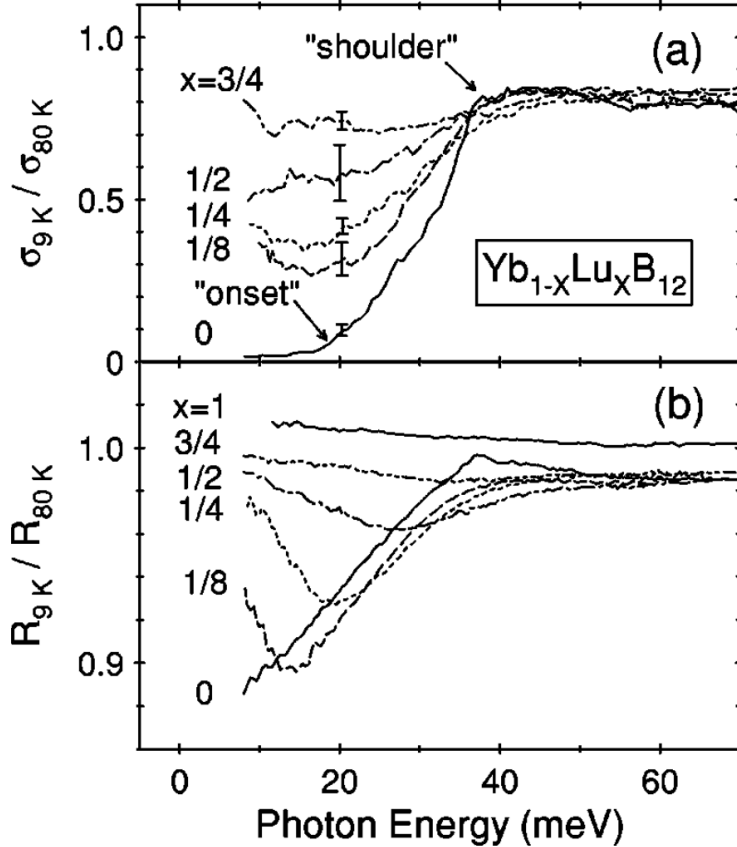 1.0
(a)
"shoulder"
x=3/4
1/2
0.5
1/4
1/8
"onset"
Yb1-XLuXB12
0
0
σ9 K / σ80 K
x=1
(b)
3/4
1.0
1/2
1/4
1/8
0.9
0
R9 K / R80 K
0 20 40 60
Photon Energy (meV)